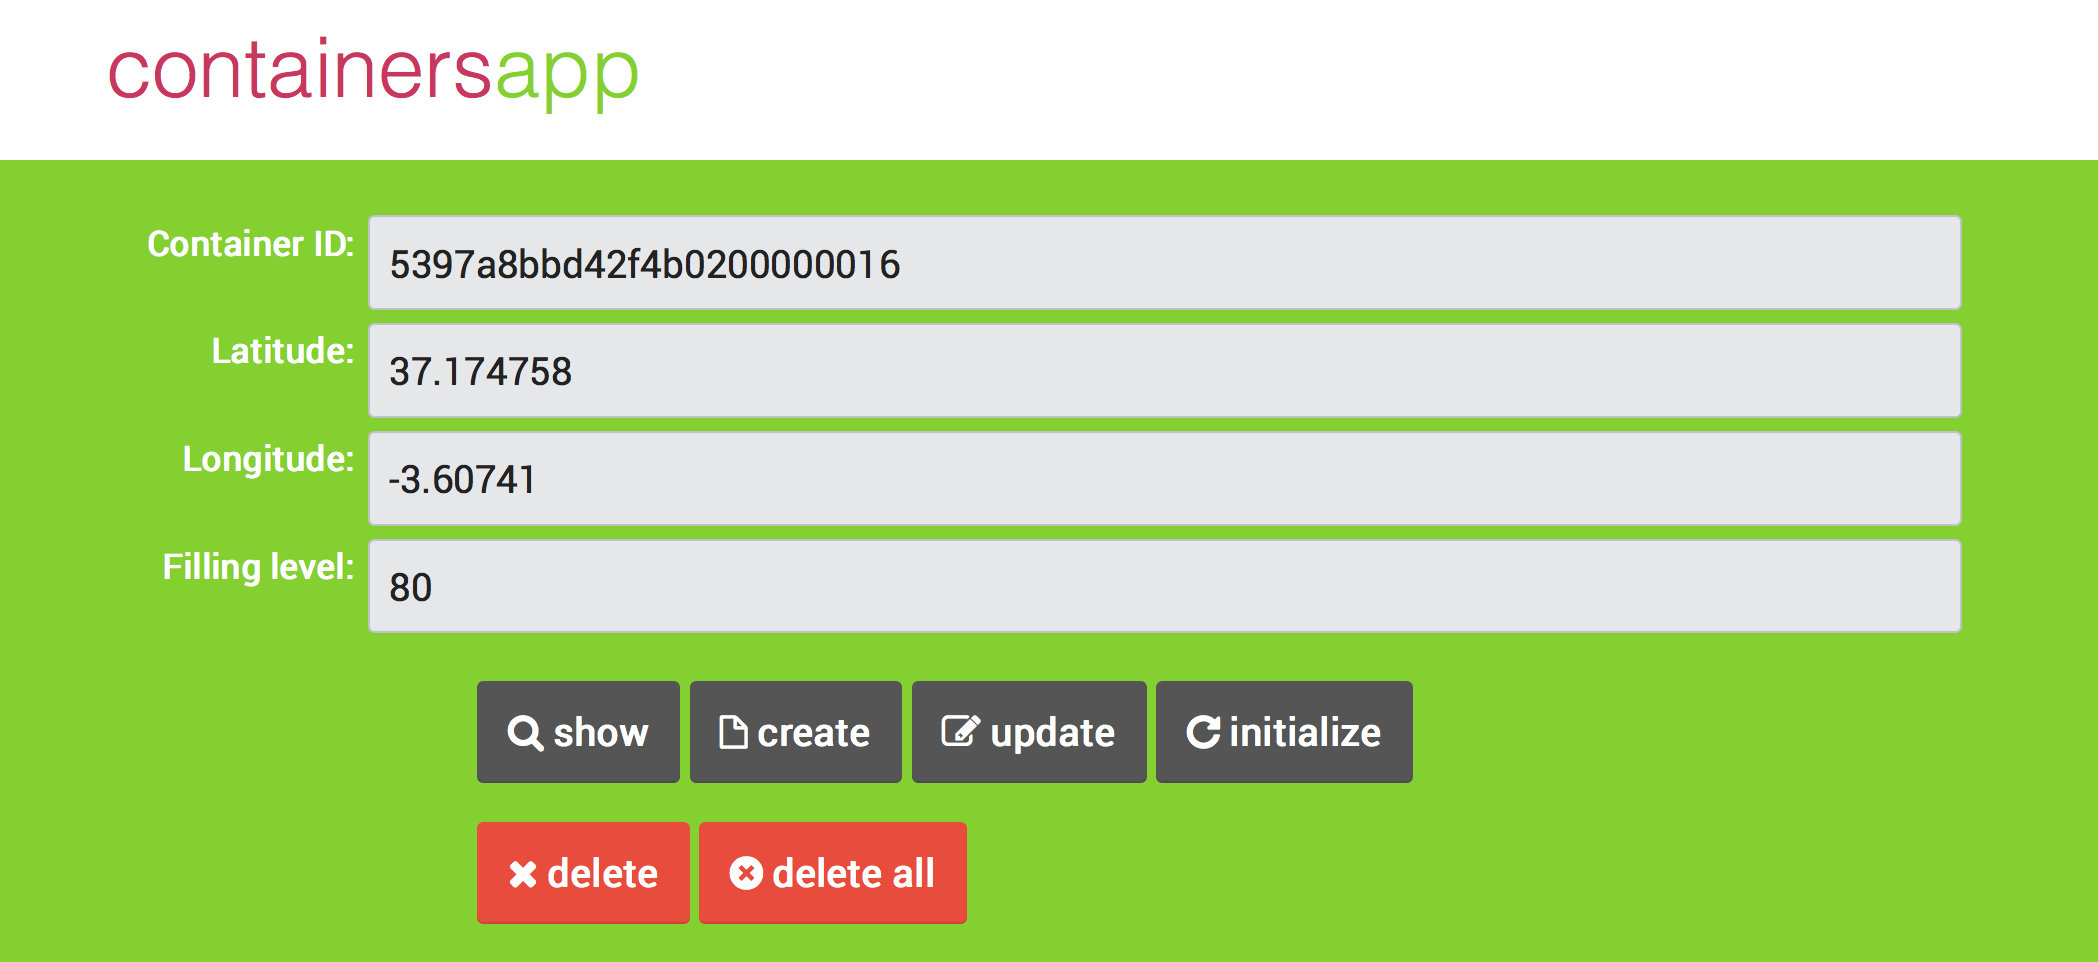 containersapp
Container ID: 5397a8bbd42f4b0200000016
Latitude: 37.174758
Longitude: -3.60741
Filling level: 80
show create update initialize
delete delete all